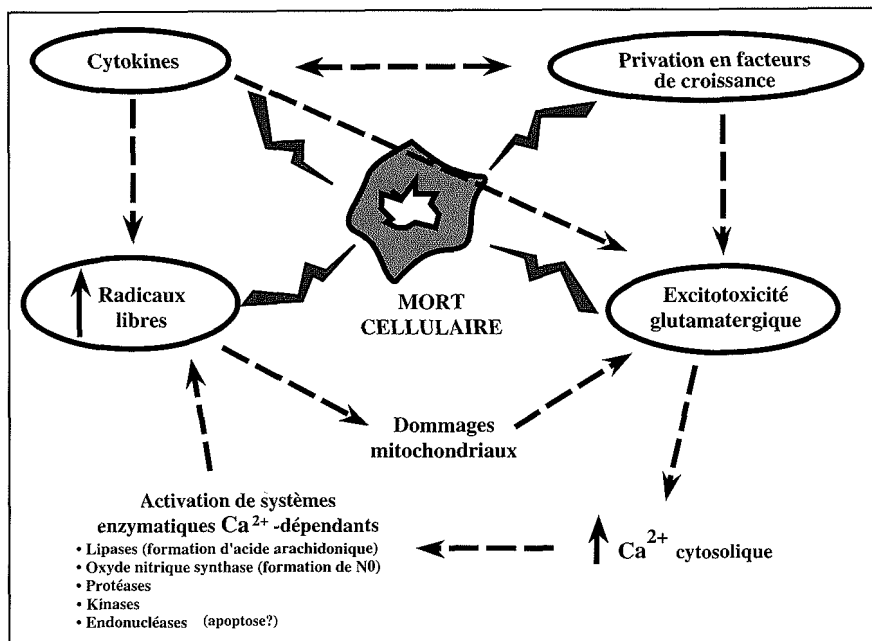 Cytokines
Privation en facteurs
de croissance
Radicaux
libres
MORT
CELLULAIRE
Excitotoxicité
glutamatergique
Dommages
mitochondriaux
Activation de systèmes
enzymatiques Ca2+ -dépendants
• Lipases (formation d'acide arachidonique)
• Oxyde nitrique synthase (formation de N0)
• Protéases
• Kinases
• Endonucléases (apoptose?)
Ca2+ cytosolique